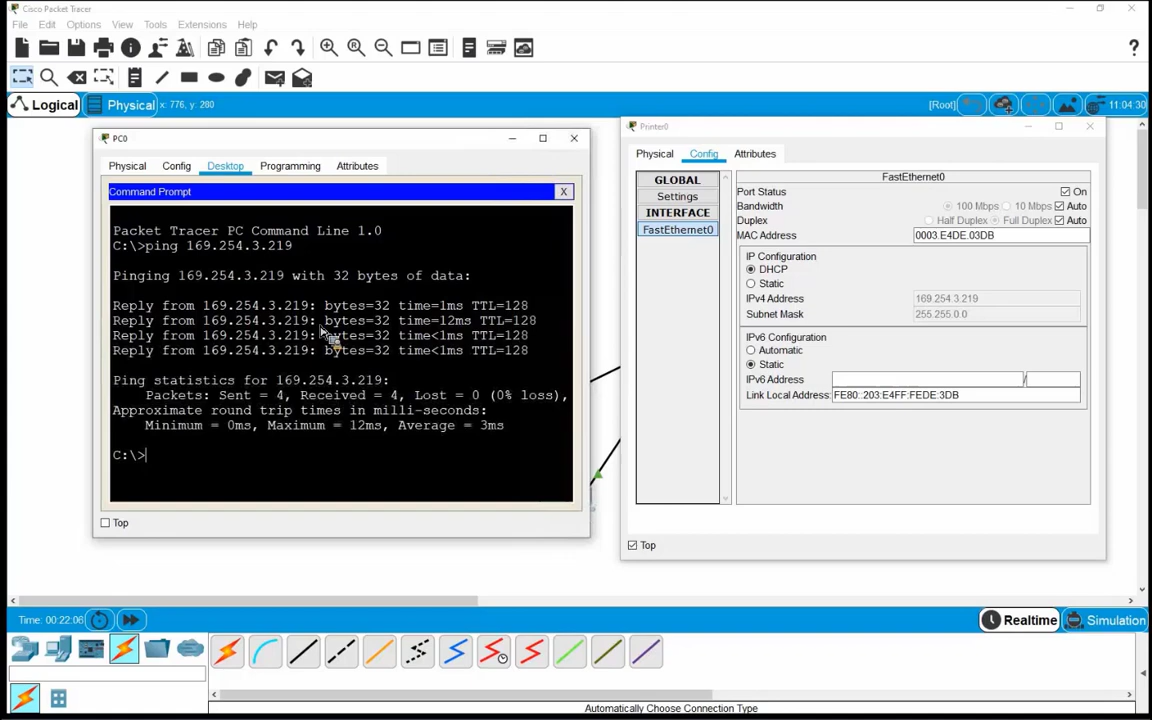 Cisco Packet Tracer
File Edit Options View Tools Extensions Help
?
Logical Physical x: 776, y: 280 [Root] 11:04:30
PC0
Physical Config Desktop Programming Attributes
Command Prompt X
Packet Tracer PC Command Line 1.0
C:\>ping 169.254.3.219
Pinging 169.254.3.219 with 32 bytes of data:
Reply from 169.254.3.219: bytes=32 time=1ms TTL=128
Reply from 169.254.3.219: bytes=32 time=12ms TTL=128
Reply from 169.254.3.219: bytes=32 time<1ms TTL=128
Reply from 169.254.3.219: bytes=32 time<1ms TTL=128
Ping statistics for 169.254.3.219:
Packets: Sent = 4, Received = 4, Lost = 0 (0% loss),
Approximate round trip times in milli-seconds:
Minimum = 0ms, Maximum = 12ms, Average = 3ms
C:\>
Top
Printer0
Physical Config Attributes
GLOBAL
Settings
INTERFACE
FastEthernet0
FastEthernet0
Port Status On
Bandwidth 100 Mbps 10 Mbps Auto
Duplex Half Duplex Full Duplex Auto
MAC Address 0003.E4DE.03DB
IP Configuration
DHCP
Static
IPv4 Address 169.254.3.219
Subnet Mask 255.255.0.0
IPv6 Configuration
Automatic
Static
IPv6 Address /
Link Local Address: FE80::203:E4FF:FEDE:3DB
Top
Time: 00:22:06 Realtime Simulation
Automatically Choose Connection Type